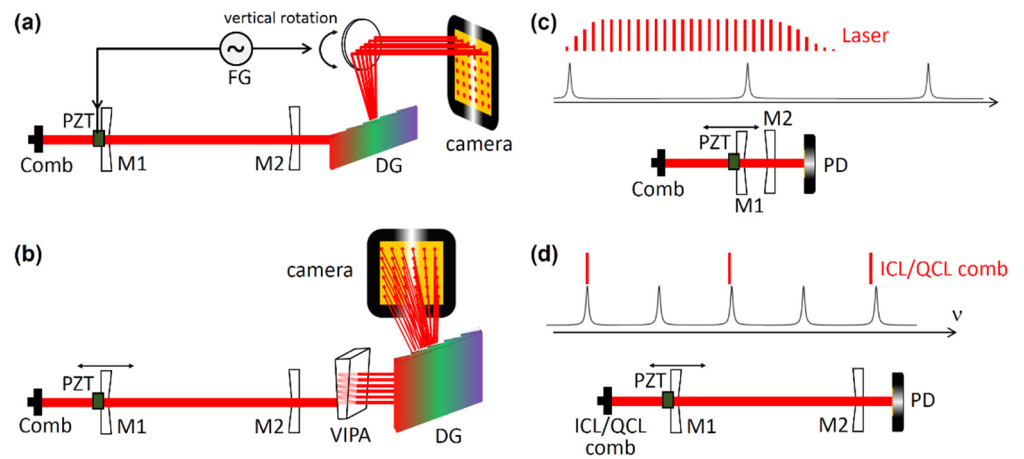 (a)
vertical rotation
~
FG
PZT
Comb
M1
M2
DG
camera
(b)
camera
PZT
Comb
M1
M2
VIPA
DG
(c)
Laser
M2
PZT
Comb
M1
PD
(d)
ICL/QCL comb
ν
PZT
ICL/QCL
comb
M1
M2
PD